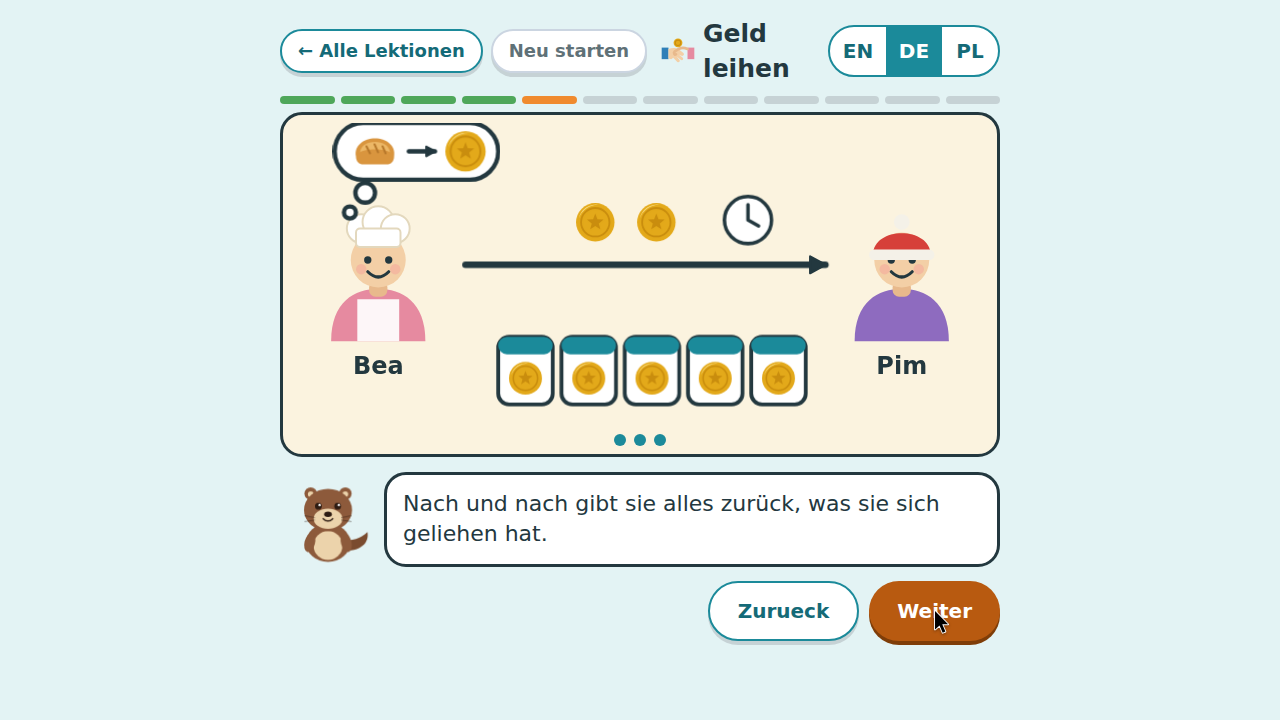 ← Alle Lektionen
Neu starten
Geld
leihen
EN DE PL
Bea
Pim
Nach und nach gibt sie alles zurück, was sie sich
geliehen hat.
Zurueck
Weiter